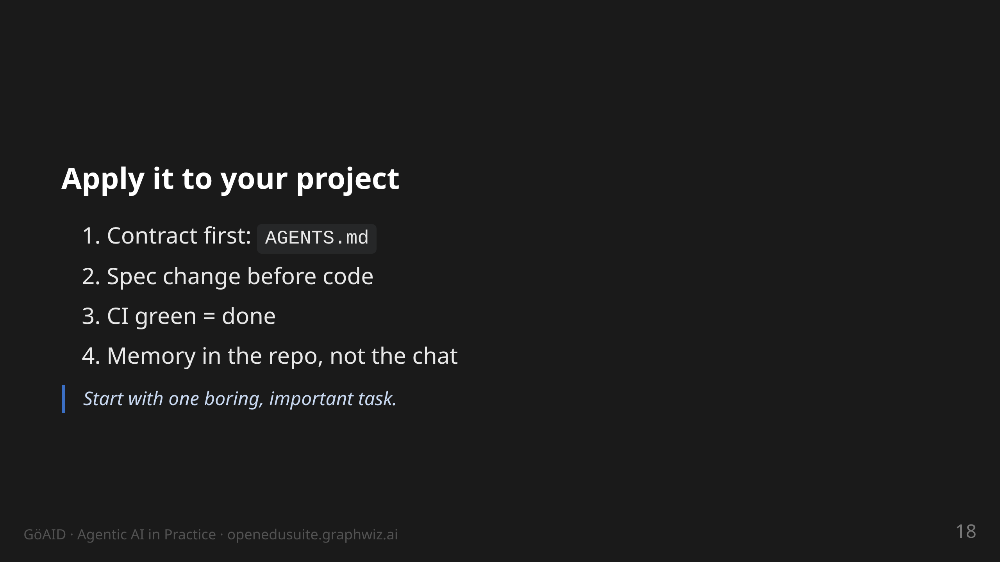 Apply it to your project
1. Contract first: AGENTS.md
2. Spec change before code
3. CI green = done
4. Memory in the repo, not the chat
Start with one boring, important task.
GöAID · Agentic AI in Practice · openedusuite.graphwiz.ai
18